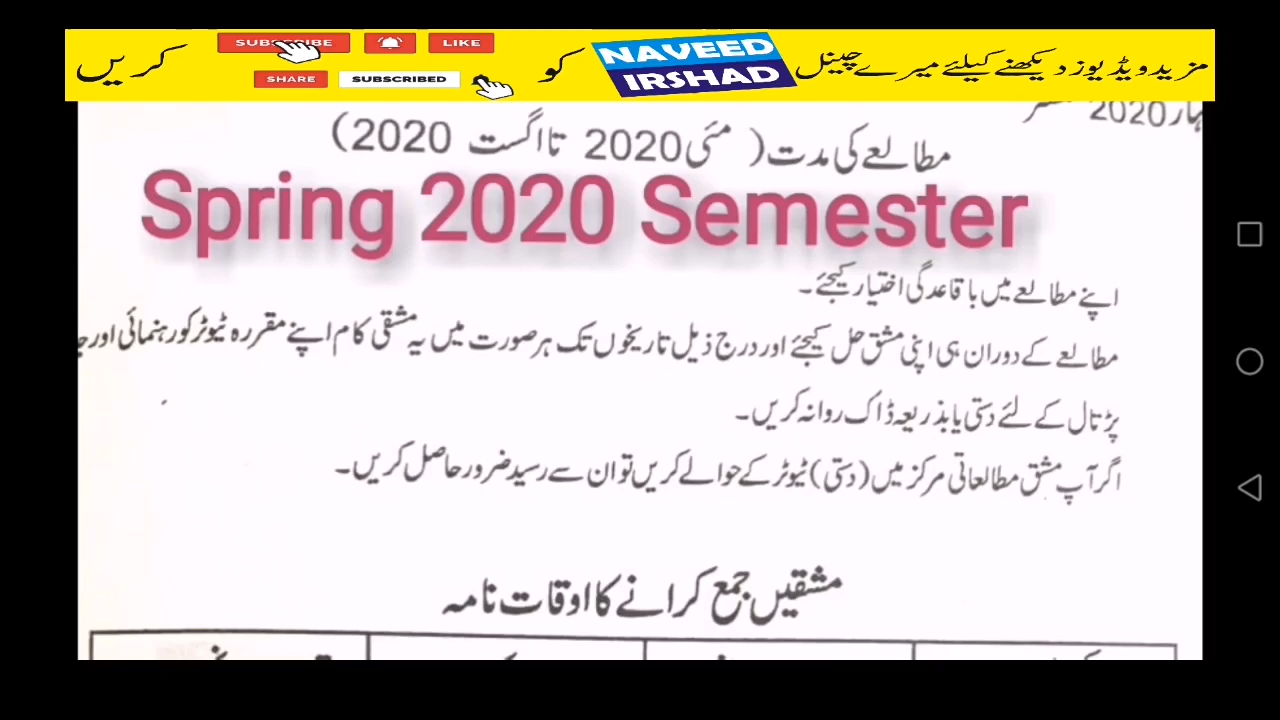 مزید ویڈیوز دیکھنے کیلئے میرے چینل NAVEED IRSHAD کو SUBSCRIBE LIKE کریں
SHARE SUBSCRIBED
2020
مطالعے کی مدت ( مئی 2020 تا اگست 2020)
Spring 2020 Semester
اپنے مطالعے میں باقاعدگی اختیار کیجئے۔
مطالعے کے دوران ہی اپنی مشق حل کیجئے اور درج ذیل تاریخوں تک ہر صورت میں یہ مشقی کام اپنے مقررہ ٹیوٹر کو رہنمائی اور
پڑتال کے لئے دستی یا بذریعہ ڈاک روانہ کریں۔
اگر آپ مشق مطالعاتی مرکز میں (دستی) ٹیوٹر کے حوالے کریں تو ان سے رسید ضرور حاصل کریں۔
مشقیں جمع کرانے کا اوقات نامہ